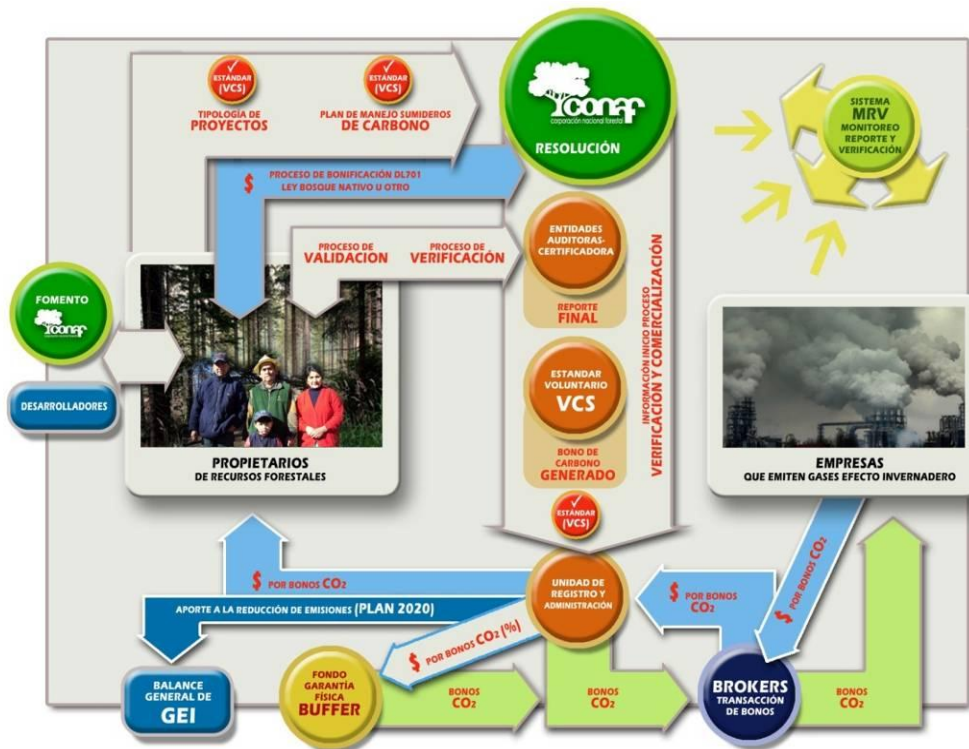 ESTÁNDAR
(VCS)
TIPOLOGÍA DE
PROYECTOS
ESTÁNDAR
(VCS)
PLAN DE MANEJO SUMIDEROS
DE CARBONO
conaf
corporación nacional forestal
RESOLUCIÓN
SISTEMA
MRV
MONITOREO
REPORTE Y
VERIFICACIÓN
$ PROCESO DE BONIFICACIÓN DL701
LEY BOSQUE NATIVO U OTRO
PROCESO DE
VALIDACION
PROCESO DE
VERIFICACIÓN
ENTIDADES
AUDITORAS-
CERTIFICADORA
REPORTE
FINAL
INFORMACIÓN INICIO PROCESO
VERIFICACIÓN Y COMERCIALIZACIÓN
FOMENTO
conaf
DESARROLLADORES
ESTANDAR
VOLUNTARIO
VCS
BONO DE
CARBONO
GENERADO
PROPIETARIOS
DE RECURSOS FORESTALES
EMPRESAS
QUE EMITEN GASES EFECTO INVERNADERO
ESTÁNDAR
(VCS)
$ POR BONOS CO2
UNIDAD DE
REGISTRO Y
ADMINISTRACIÓN
$ POR BONOS
CO2
$ POR BONOS CO2
APORTE A LA REDUCCIÓN DE EMISIONES (PLAN 2020)
$ POR BONOS CO2 (%)
BALANCE
GENERAL DE
GEI
FONDO
GARANTÍA
FÍSICA
BUFFER
BONOS
CO2
BONOS
CO2
BROKERS
TRANSACCIÓN
DE BONOS
BONOS
CO2